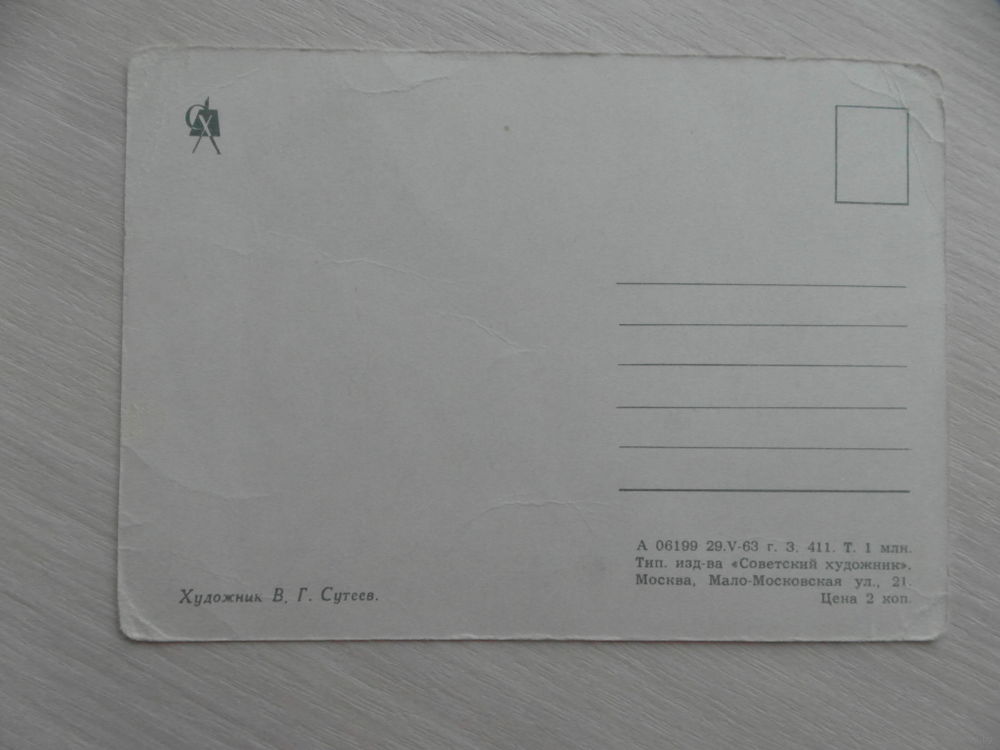 СХ
Художник В. Г. Сутеев.
А 06199 29.V-63 г. З. 411. Т. 1 млн.
Тип. изд-ва «Советский художник».
Москва, Мало-Московская ул., 21.
Цена 2 коп.